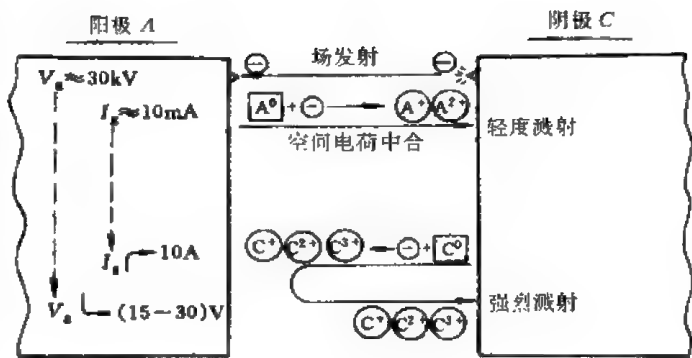 阳极 A
阴极 C
Vₐ≈30kV
Iₐ≈10mA
10A
Iₐ
Vₐ
(15-30)V
⊖ 场发射 ⊖
A⁰ + ⊖ → A⁺ A²⁺
空间电荷中合
轻度溅射
C⁺ C²⁺ C³⁺ ← ⊖ + C⁰
强烈溅射
C⁺ C²⁺ C³⁺